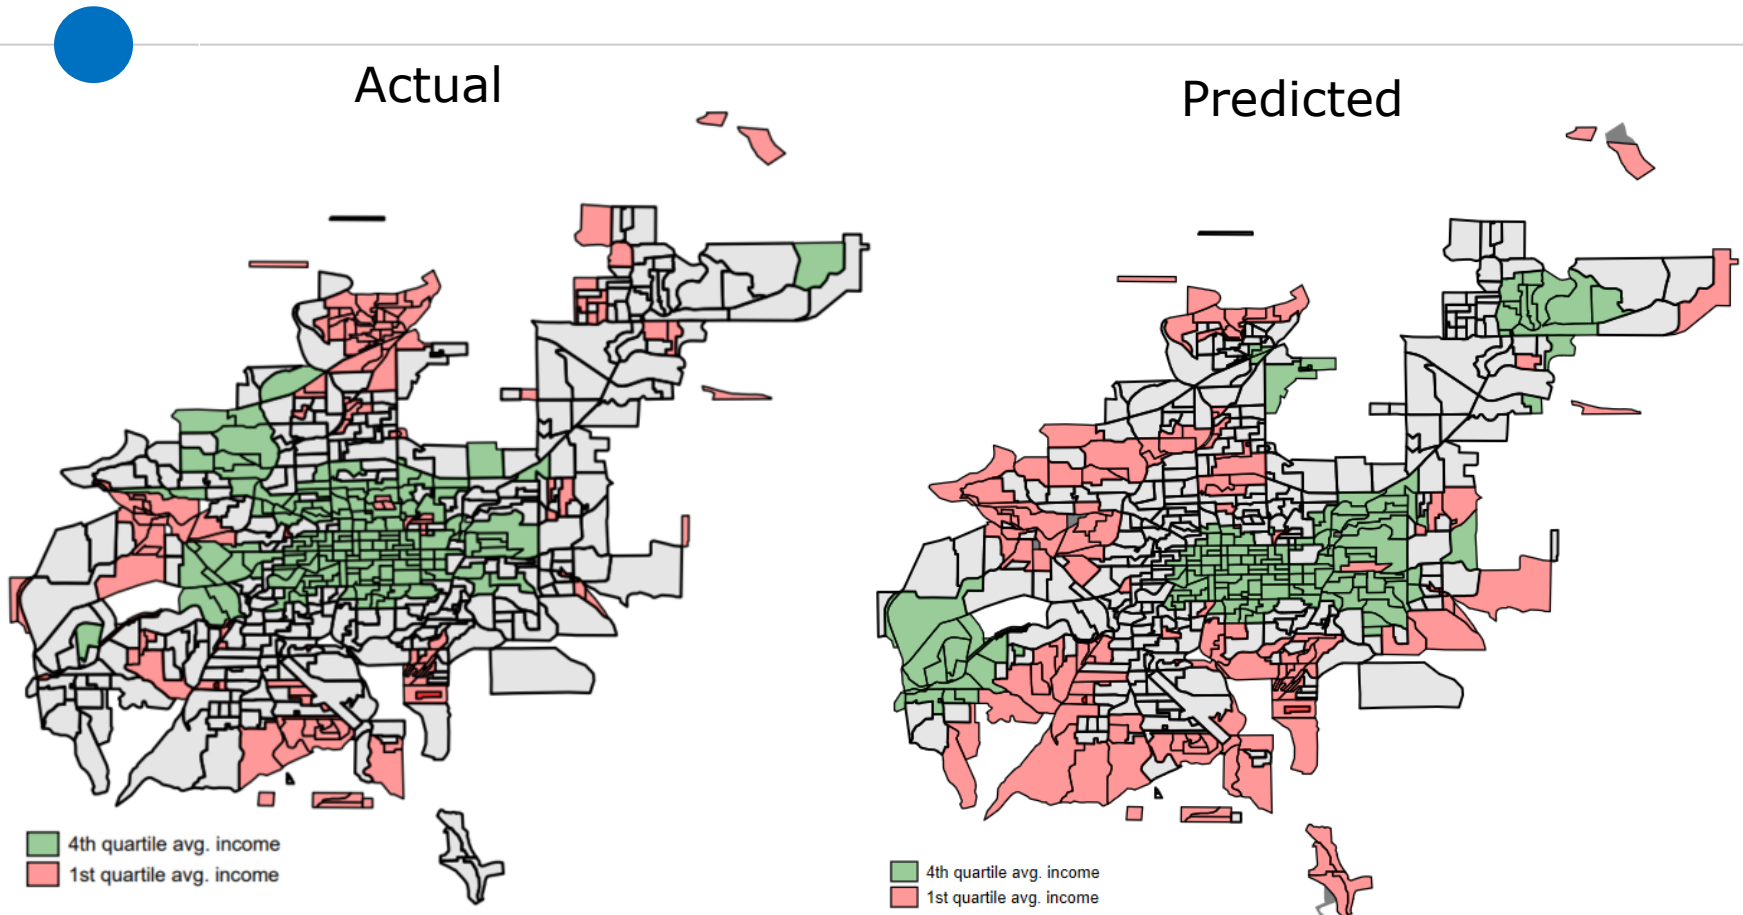 Actual
Predicted
4th quartile avg. income
1st quartile avg. income
4th quartile avg. income
1st quartile avg. income